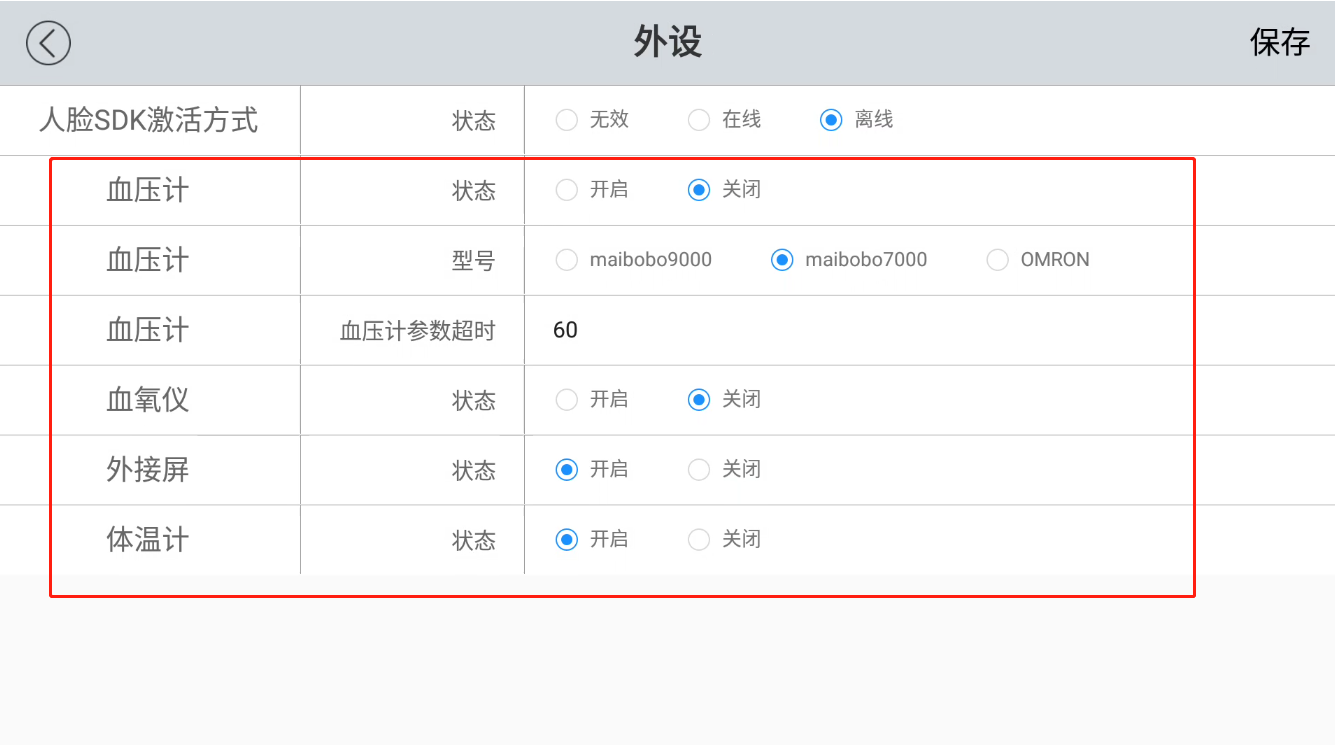 外设
保存
人脸SDK激活方式 状态 无效 在线 离线
血压计 状态 开启 关闭
血压计 型号 maibobo9000 maibobo7000 OMRON
血压计 血压计参数超时 60
血氧仪 状态 开启 关闭
外接屏 状态 开启 关闭
体温计 状态 开启 关闭